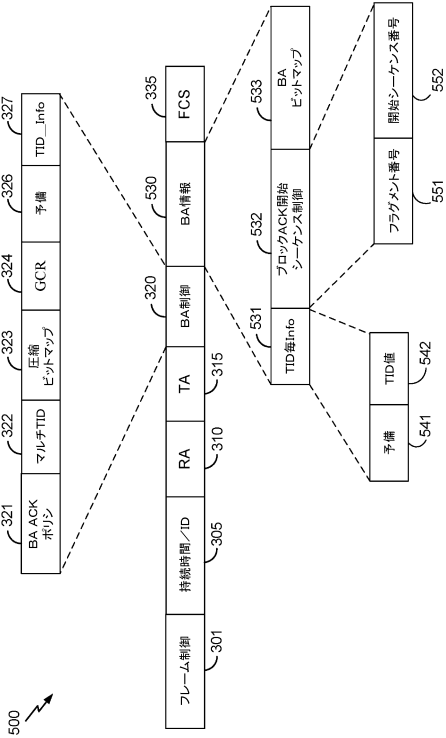 500
321
322
323
324
326
327
BA ACK
ポリシ
マルチTID
圧縮
ビットマップ
GCR
予備
TID__Info
フレーム制御
持続時間／ID
RA
TA
BA制御
BA情報
FCS
301
305
310
315
320
530
335
531
532
533
TID毎Info
ブロックACK開始
シーケンス制御
BA
ビットマップ
予備
TID値
541
542
フラグメント番号
開始シーケンス番号
551
552